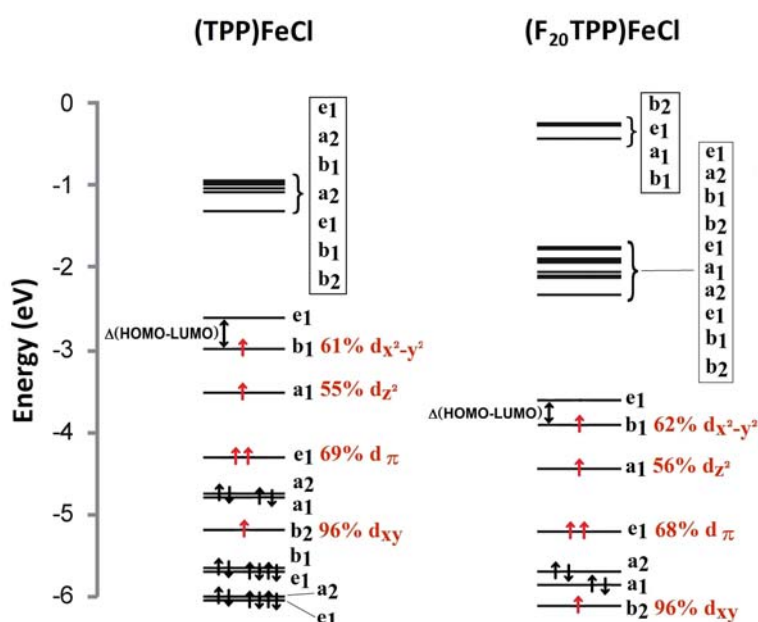 (TPP)FeCl
(F₂₀TPP)FeCl
Energy (eV)
0
-1
-2
-3
-4
-5
-6
e1
a2
b1
a2
e1
b1
b2
e1
Δ(HOMO-LUMO)
b1 61% dx²-y²
a1 55% dz²
e1 69% d π
a2
a1
b2 96% dxy
b1
e1
a2
e1
b2
e1
a1
b1
e1
a2
b1
b2
e1
a1
a2
e1
b1
b2
e1
Δ(HOMO-LUMO)
b1 62% dx²-y²
a1 56% dz²
e1 68% d π
a2
a1
b2 96% dxy